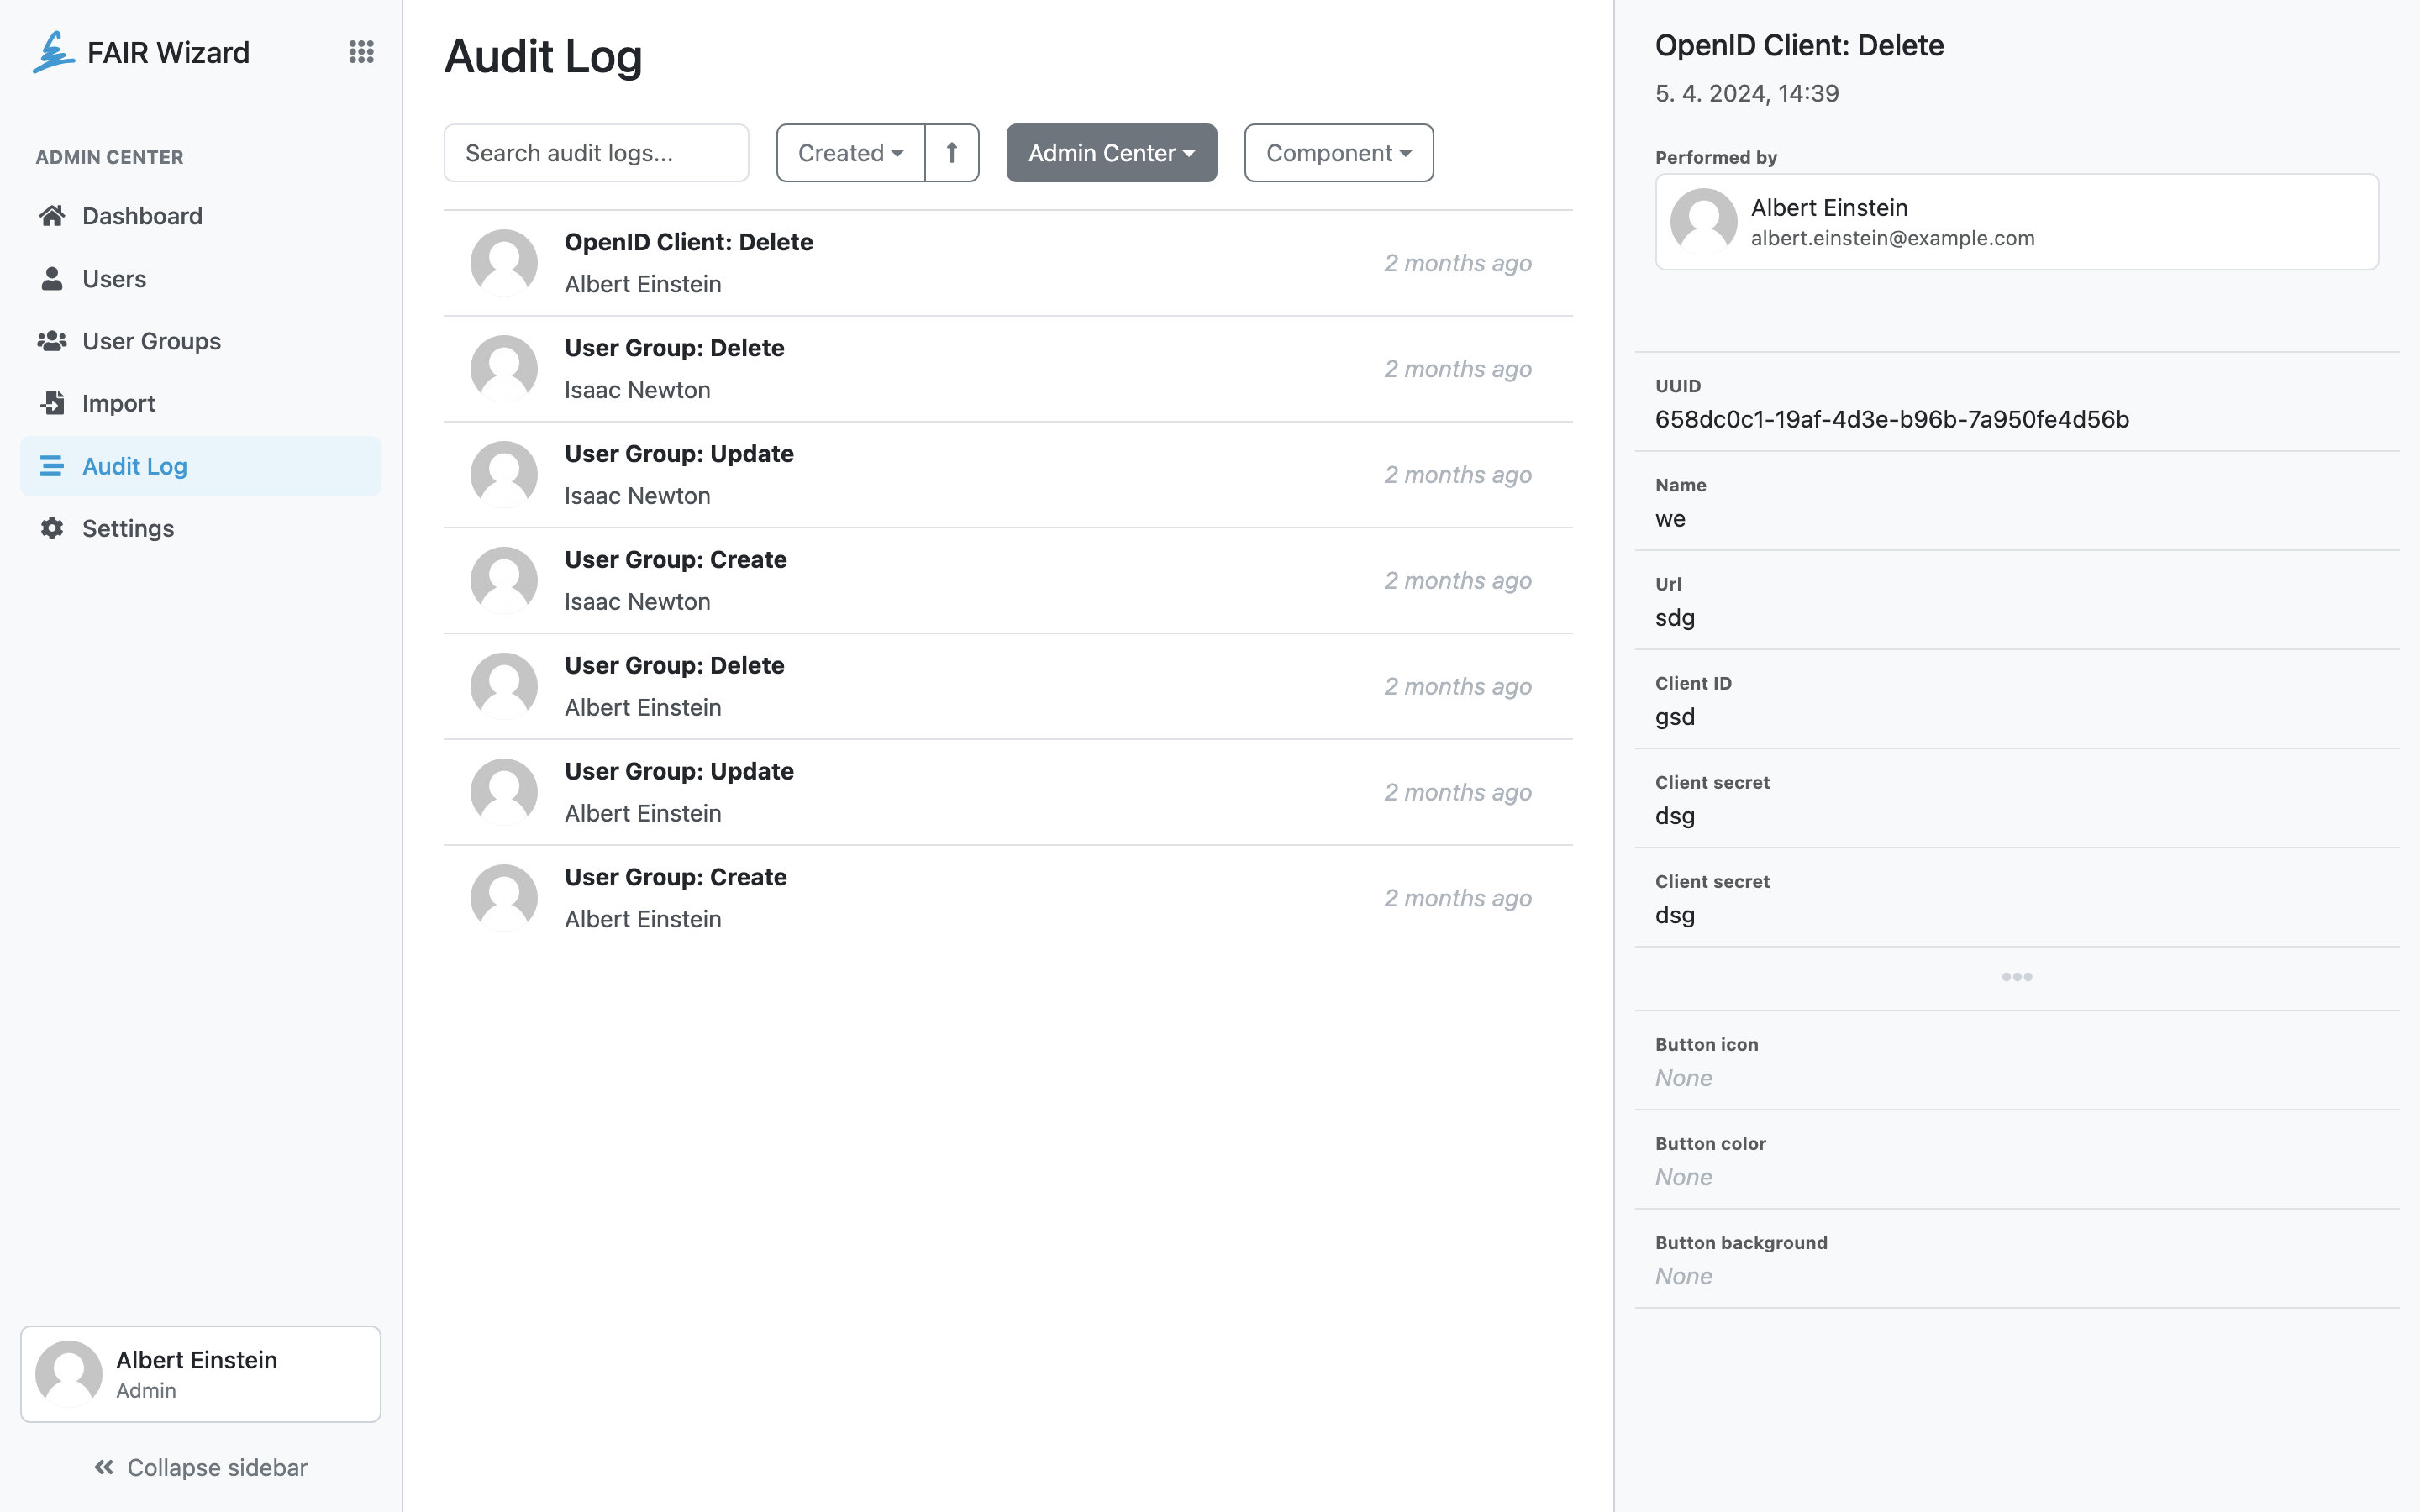 FAIR Wizard
ADMIN CENTER
Dashboard
Users
User Groups
Import
Audit Log
Settings
Albert Einstein
Admin
Collapse sidebar
Audit Log
Search audit logs...
Created
Admin Center
Component
OpenID Client: Delete
Albert Einstein
2 months ago
User Group: Delete
Isaac Newton
2 months ago
User Group: Update
Isaac Newton
2 months ago
User Group: Create
Isaac Newton
2 months ago
User Group: Delete
Albert Einstein
2 months ago
User Group: Update
Albert Einstein
2 months ago
User Group: Create
Albert Einstein
2 months ago
OpenID Client: Delete
5. 4. 2024, 14:39
Performed by
Albert Einstein
albert.einstein@example.com
UUID
658dc0c1-19af-4d3e-b96b-7a950fe4d56b
Name
we
Url
sdg
Client ID
gsd
Client secret
dsg
Client secret
dsg
Button icon
None
Button color
None
Button background
None